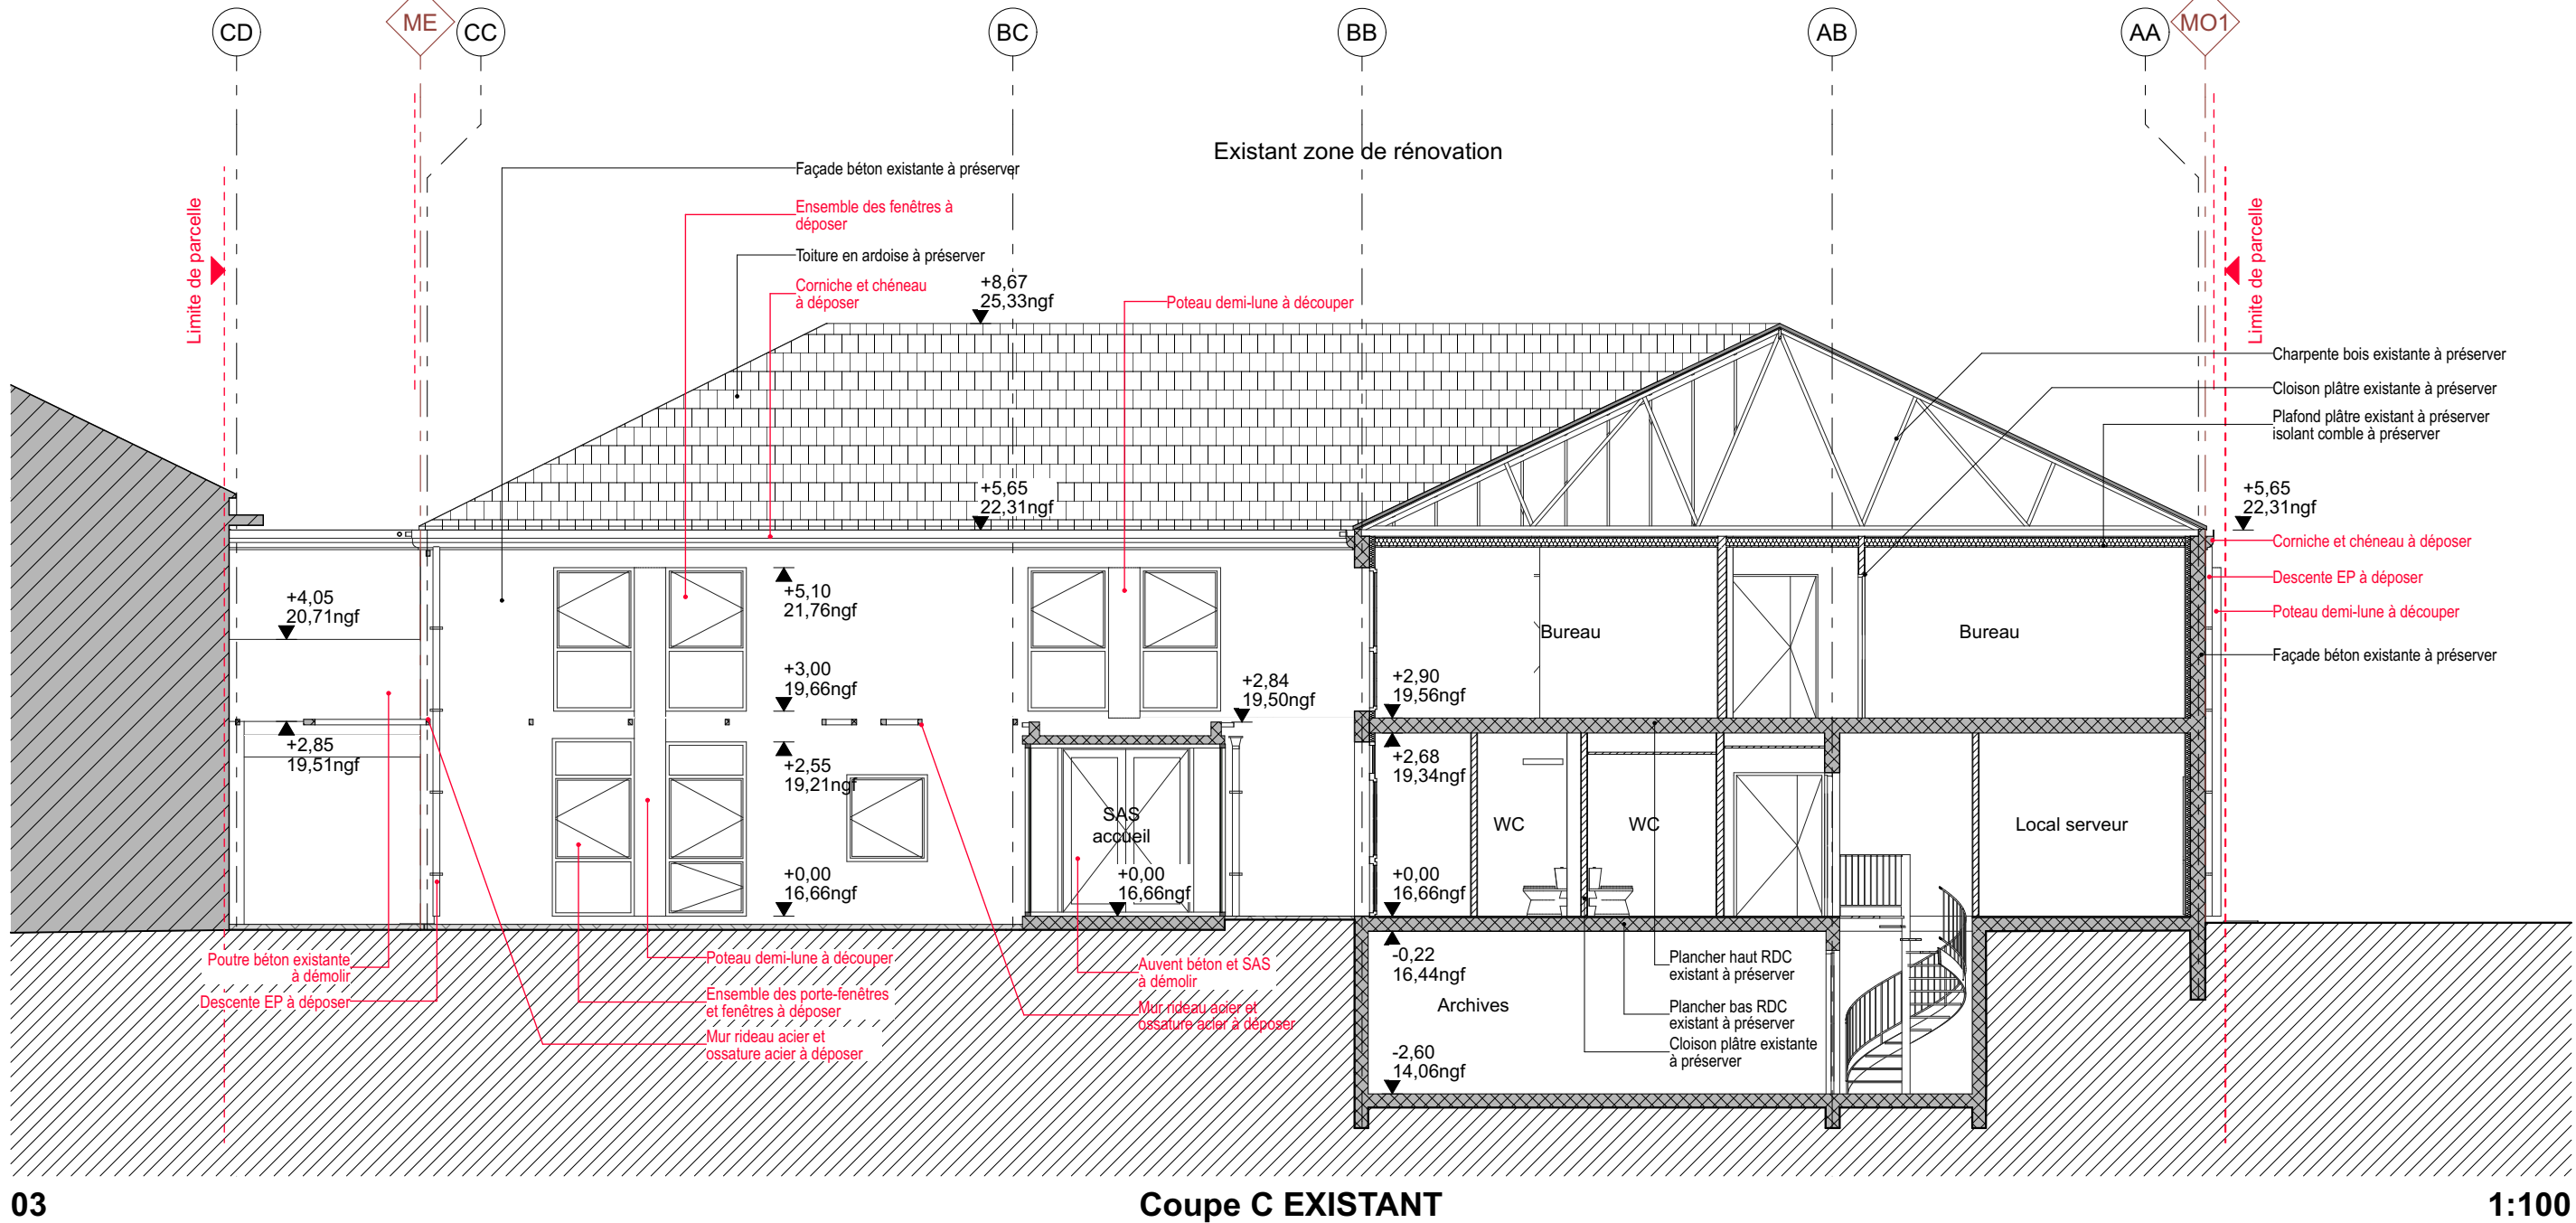 CD
ME
CC
BC
BB
AB
AA
MO1
Existant zone de rénovation
Façade béton existante à préserver
Ensemble des fenêtres à
déposer
Toiture en ardoise à préserver
Corniche et chéneau
à déposer
+8,67
25,33ngf
Poteau demi-lune à découper
Limite de parcelle
Limite de parcelle
Charpente bois existante à préserver
Cloison plâtre existante à préserver
Plafond plâtre existant à préserver
isolant comble à préserver
+5,65
22,31ngf
+5,65
22,31ngf
Corniche et chéneau à déposer
Descente EP à déposer
Poteau demi-lune à découper
Façade béton existante à préserver
+4,05
20,71ngf
+5,10
21,76ngf
Bureau
Bureau
+3,00
19,66ngf
+2,84
19,50ngf
+2,90
19,56ngf
+2,85
19,51ngf
+2,55
19,21ngf
+2,68
19,34ngf
SAS
accueil
WC
WC
Local serveur
+0,00
16,66ngf
+0,00
16,66ngf
+0,00
16,66ngf
Poutre béton existante
à démolir
Descente EP à déposer
Poteau demi-lune à découper
Ensemble des porte-fenêtres
et fenêtres à déposer
Mur rideau acier et
ossature acier à déposer
Auvent béton et SAS
à démolir
Mur rideau acier et
ossature acier à déposer
-0,22
16,44ngf
Archives
-2,60
14,06ngf
Plancher haut RDC
existant à préserver
Plancher bas RDC
existant à préserver
Cloison plâtre existante
à préserver
03
Coupe C EXISTANT
1:100